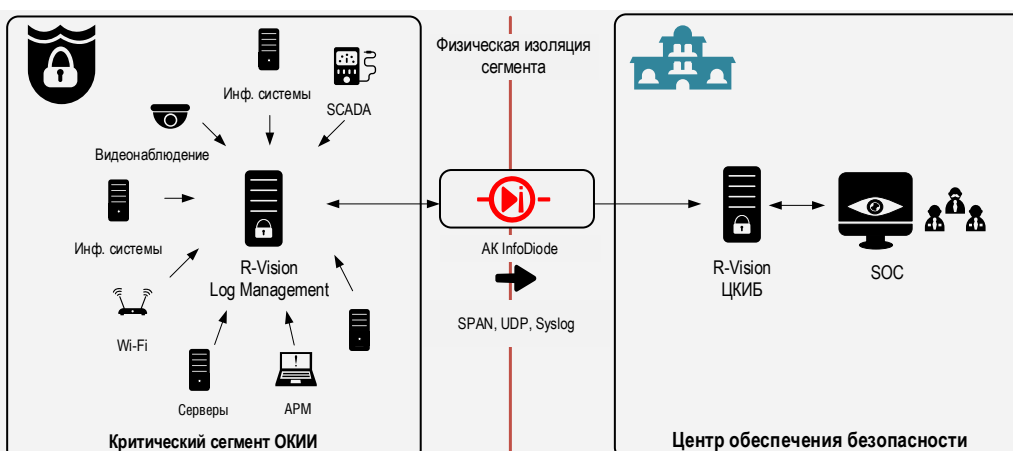 Физическая изоляция
сегмента
Инф. системы
SCADA
Видеонаблюдение
Инф. системы
R-Vision
Log Management
Wi-Fi
Серверы
АРМ
Критический сегмент ОКИИ
АК InfoDiode
SPAN, UDP, Syslog
R-Vision
ЦКИБ
SOC
Центр обеспечения безопасности